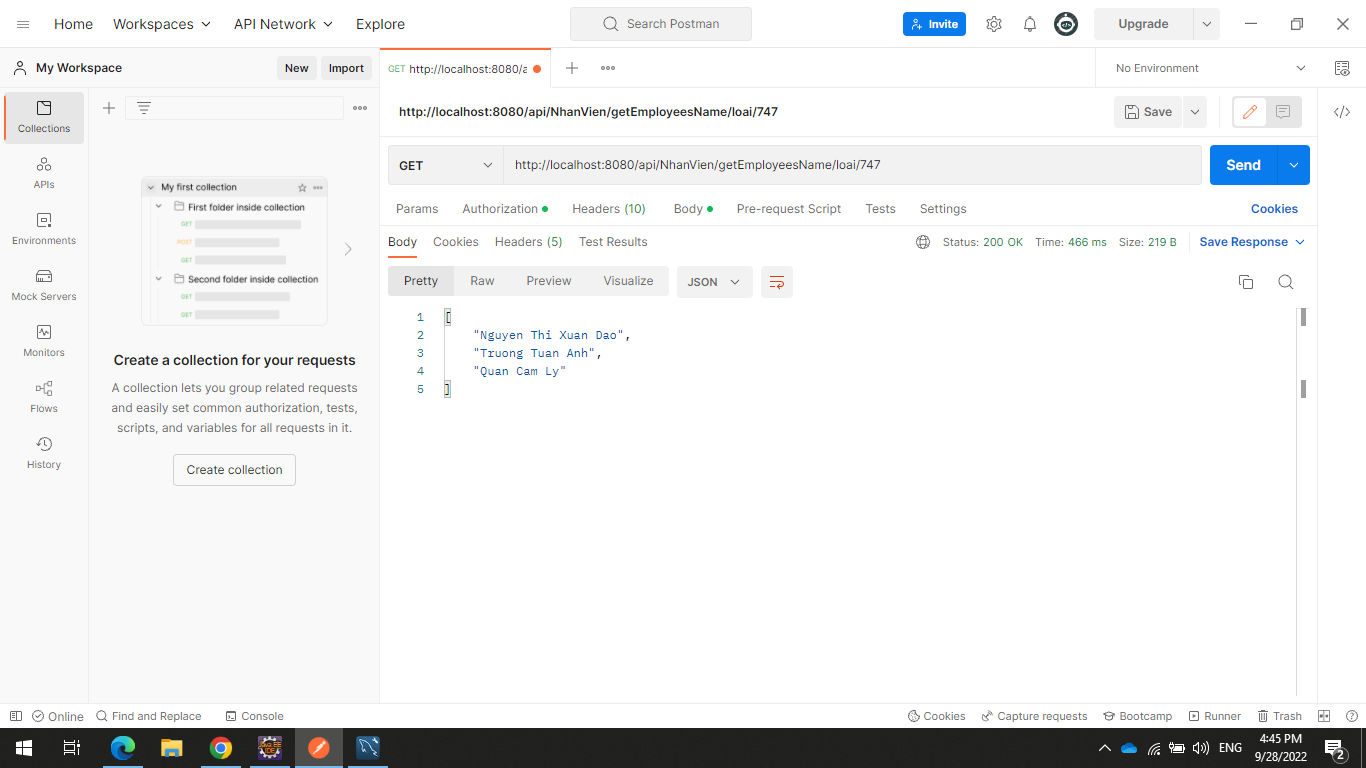 Home
Workspaces
API Network
Explore
Search Postman
Invite
Upgrade
My Workspace
New
Import
GET http://localhost:8080/a
No Environment
Collections
APIs
Environments
Mock Servers
Monitors
Flows
History
My first collection
First folder inside collection
GET
POST
GET
Second folder inside collection
GET
GET
Create a collection for your requests
A collection lets you group related requests
and easily set common authorization, tests,
scripts, and variables for all requests in it.
Create collection
http://localhost:8080/api/NhanVien/getEmployeesName/loai/747
Save
GET
http://localhost:8080/api/NhanVien/getEmployeesName/loai/747
Send
Params
Authorization
Headers (10)
Body
Pre-request Script
Tests
Settings
Cookies
Body
Cookies
Headers (5)
Test Results
Status: 200 OK
Time: 466 ms
Size: 219 B
Save Response
Pretty
Raw
Preview
Visualize
JSON
1 [
2 "Nguyen Thi Xuan Dao",
3 "Truong Tuan Anh",
4 "Quan Cam Ly"
5 ]
Online
Find and Replace
Console
Cookies
Capture requests
Bootcamp
Runner
Trash
ENG
4:45 PM
9/28/2022
2